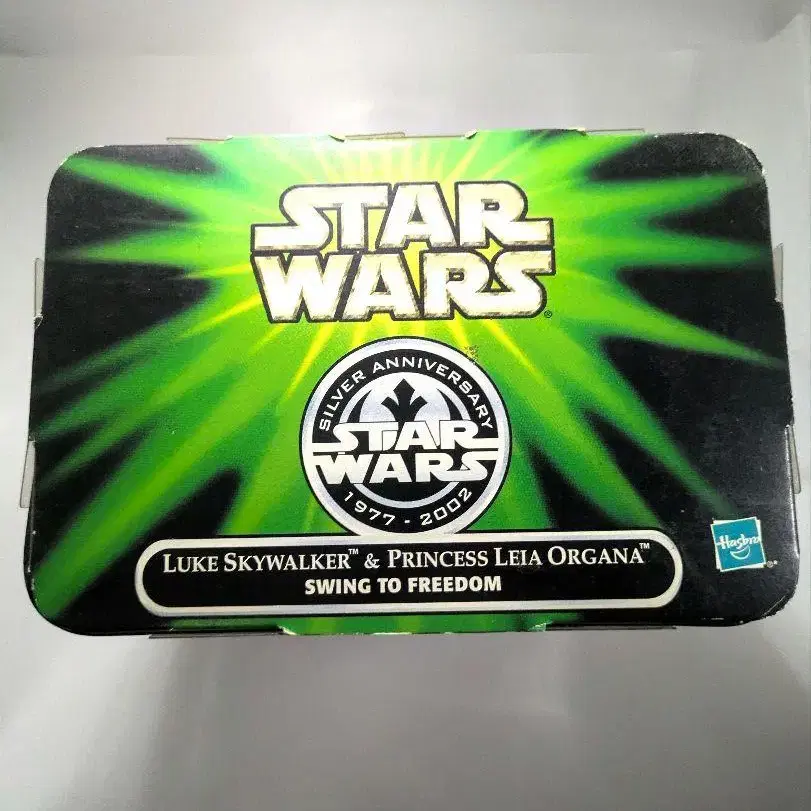 STAR
WARS®
SILVER ANNIVERSARY
STAR
WARS
1977 - 2002
LUKE SKYWALKER™ & PRINCESS LEIA ORGANA™
SWING TO FREEDOM
Hasbro